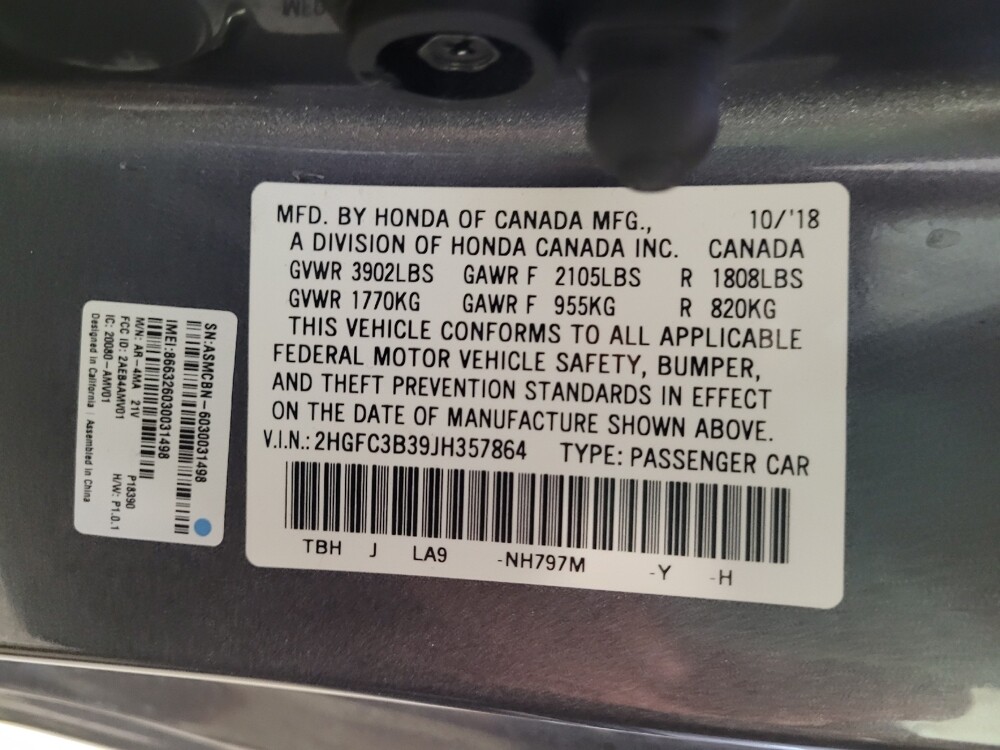 MFD. BY HONDA OF CANADA MFG., 10/'18
A DIVISION OF HONDA CANADA INC. CANADA
GVWR 3902LBS GAWR F 2105LBS R 1808LBS
GVWR 1770KG GAWR F 955KG R 820KG
THIS VEHICLE CONFORMS TO ALL APPLICABLE
FEDERAL MOTOR VEHICLE SAFETY, BUMPER,
AND THEFT PREVENTION STANDARDS IN EFFECT
ON THE DATE OF MANUFACTURE SHOWN ABOVE.
V.I.N.: 2HGFC3B39JH357864 TYPE: PASSENGER CAR
TBH J LA9 -NH797M -Y -H
SN:ASMCBN-6030031498
IMEI:866326030031498
M/N: AR-4MA 21V P18390
FCC ID: 2AEB4AMV01 H/W: P1.0.1
IC: 20080-AMV01
Designed in California | Assembled in China